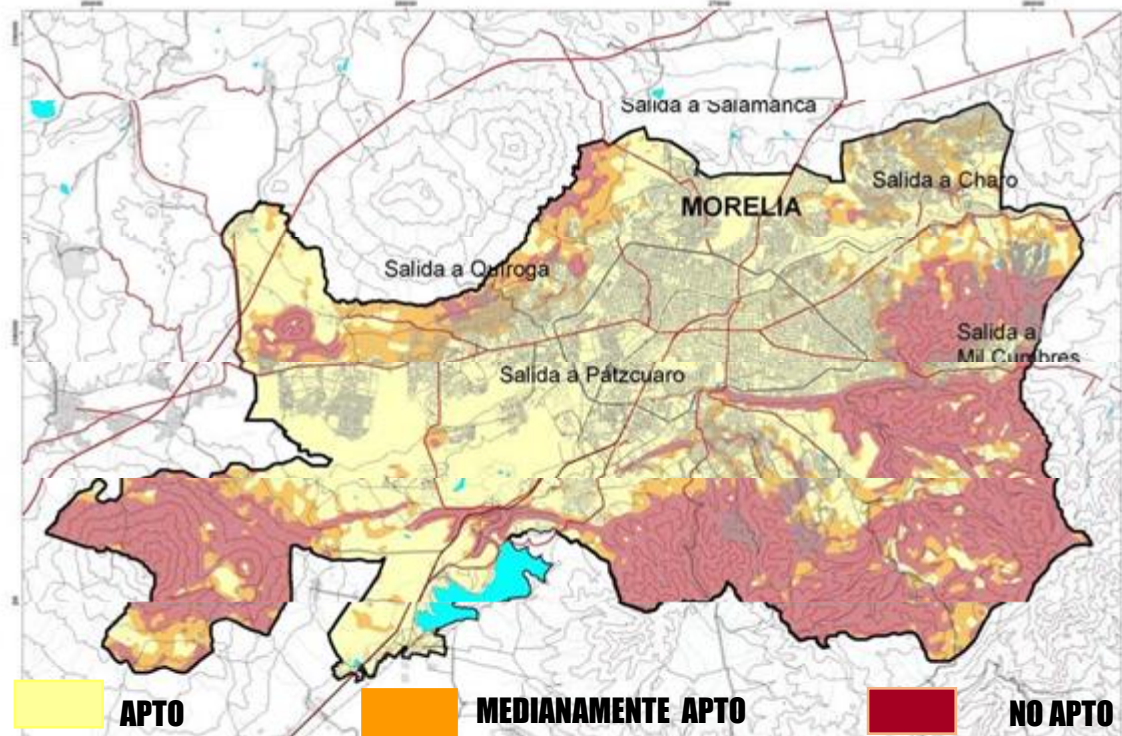 Salida a Salamanca
Salida a Charo
MORELIA
Salida a Quiroga
Salida a
Mil Cumbres
Salida a Pátzcuaro
APTO
MEDIANAMENTE APTO
NO APTO